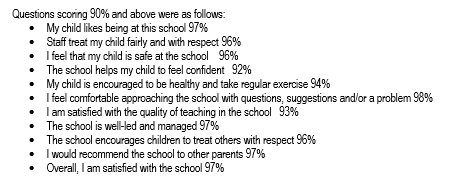 Questions scoring 90% and above were as follows:
• My child likes being at this school 97%
• Staff treat my child fairly and with respect 96%
• I feel that my child is safe at the school 96%
• The school helps my child to feel confident 92%
• My child is encouraged to be healthy and take regular exercise 94%
• I feel comfortable approaching the school with questions, suggestions and/or a problem 98%
• I am satisfied with the quality of teaching in the school 93%
• The school is well-led and managed 97%
• The school encourages children to treat others with respect 96%
• I would recommend the school to other parents 97%
• Overall, I am satisfied with the school 97%